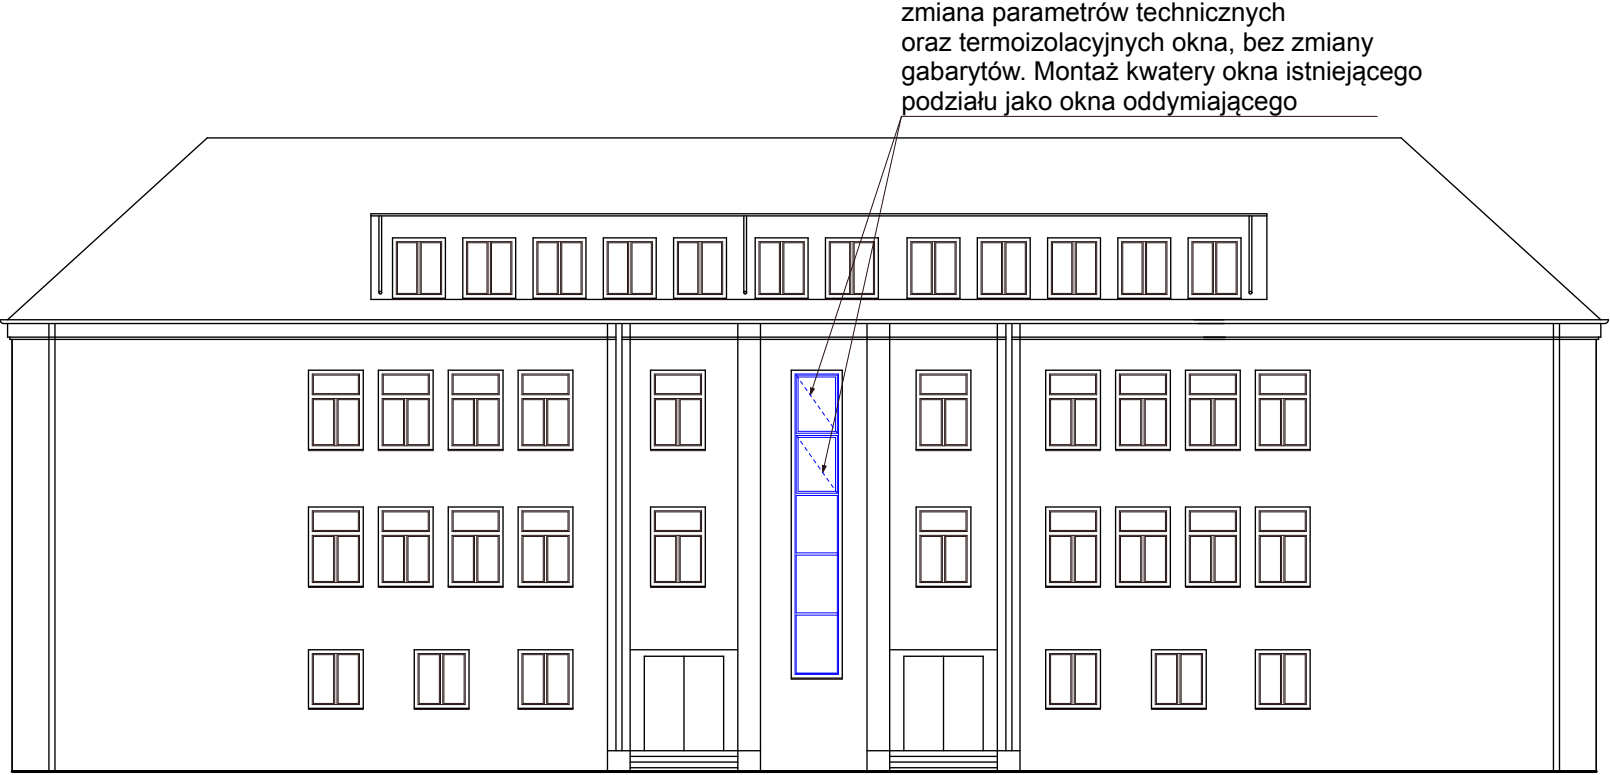 zmiana parametrów technicznych
oraz termoizolacyjnych okna, bez zmiany
gabarytów. Montaż kwatery okna istniejącego
podziału jako okna oddymiającego